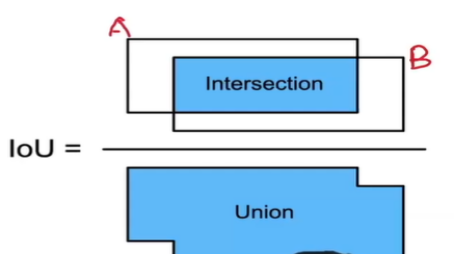 A
B
Intersection
IoU =
Union